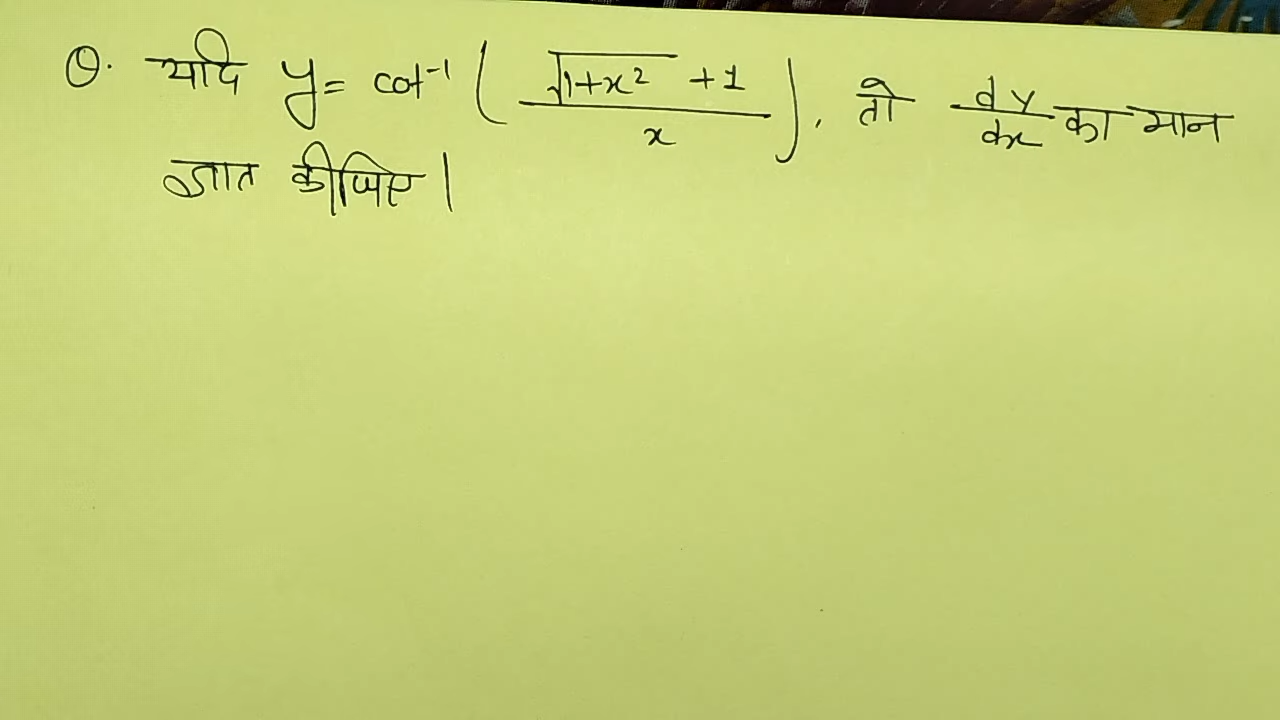 Q. यदि y = cot⁻¹ ( (√(1+x²) + 1) / x ), तो dy/dx का मान
ज्ञात कीजिए।